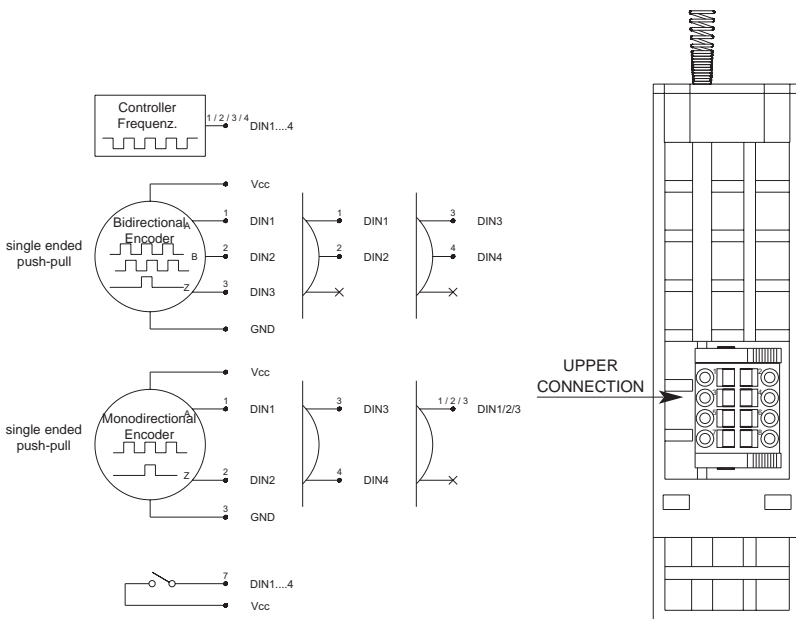 Controller
Frequenz.
1 / 2 / 3 / 4
DIN1....4
Vcc
single ended
push-pull
Bidirectional
Encoder
A
B
Z
1
DIN1
2
DIN2
3
DIN3
GND
1
DIN1
2
DIN2
3
DIN3
4
DIN4
Vcc
single ended
push-pull
Monodirectional
Encoder
A
Z
1
DIN1
2
DIN2
3
GND
3
DIN3
4
DIN4
1 / 2 / 3
DIN1/2/3
7
DIN1....4
Vcc
UPPER
CONNECTION